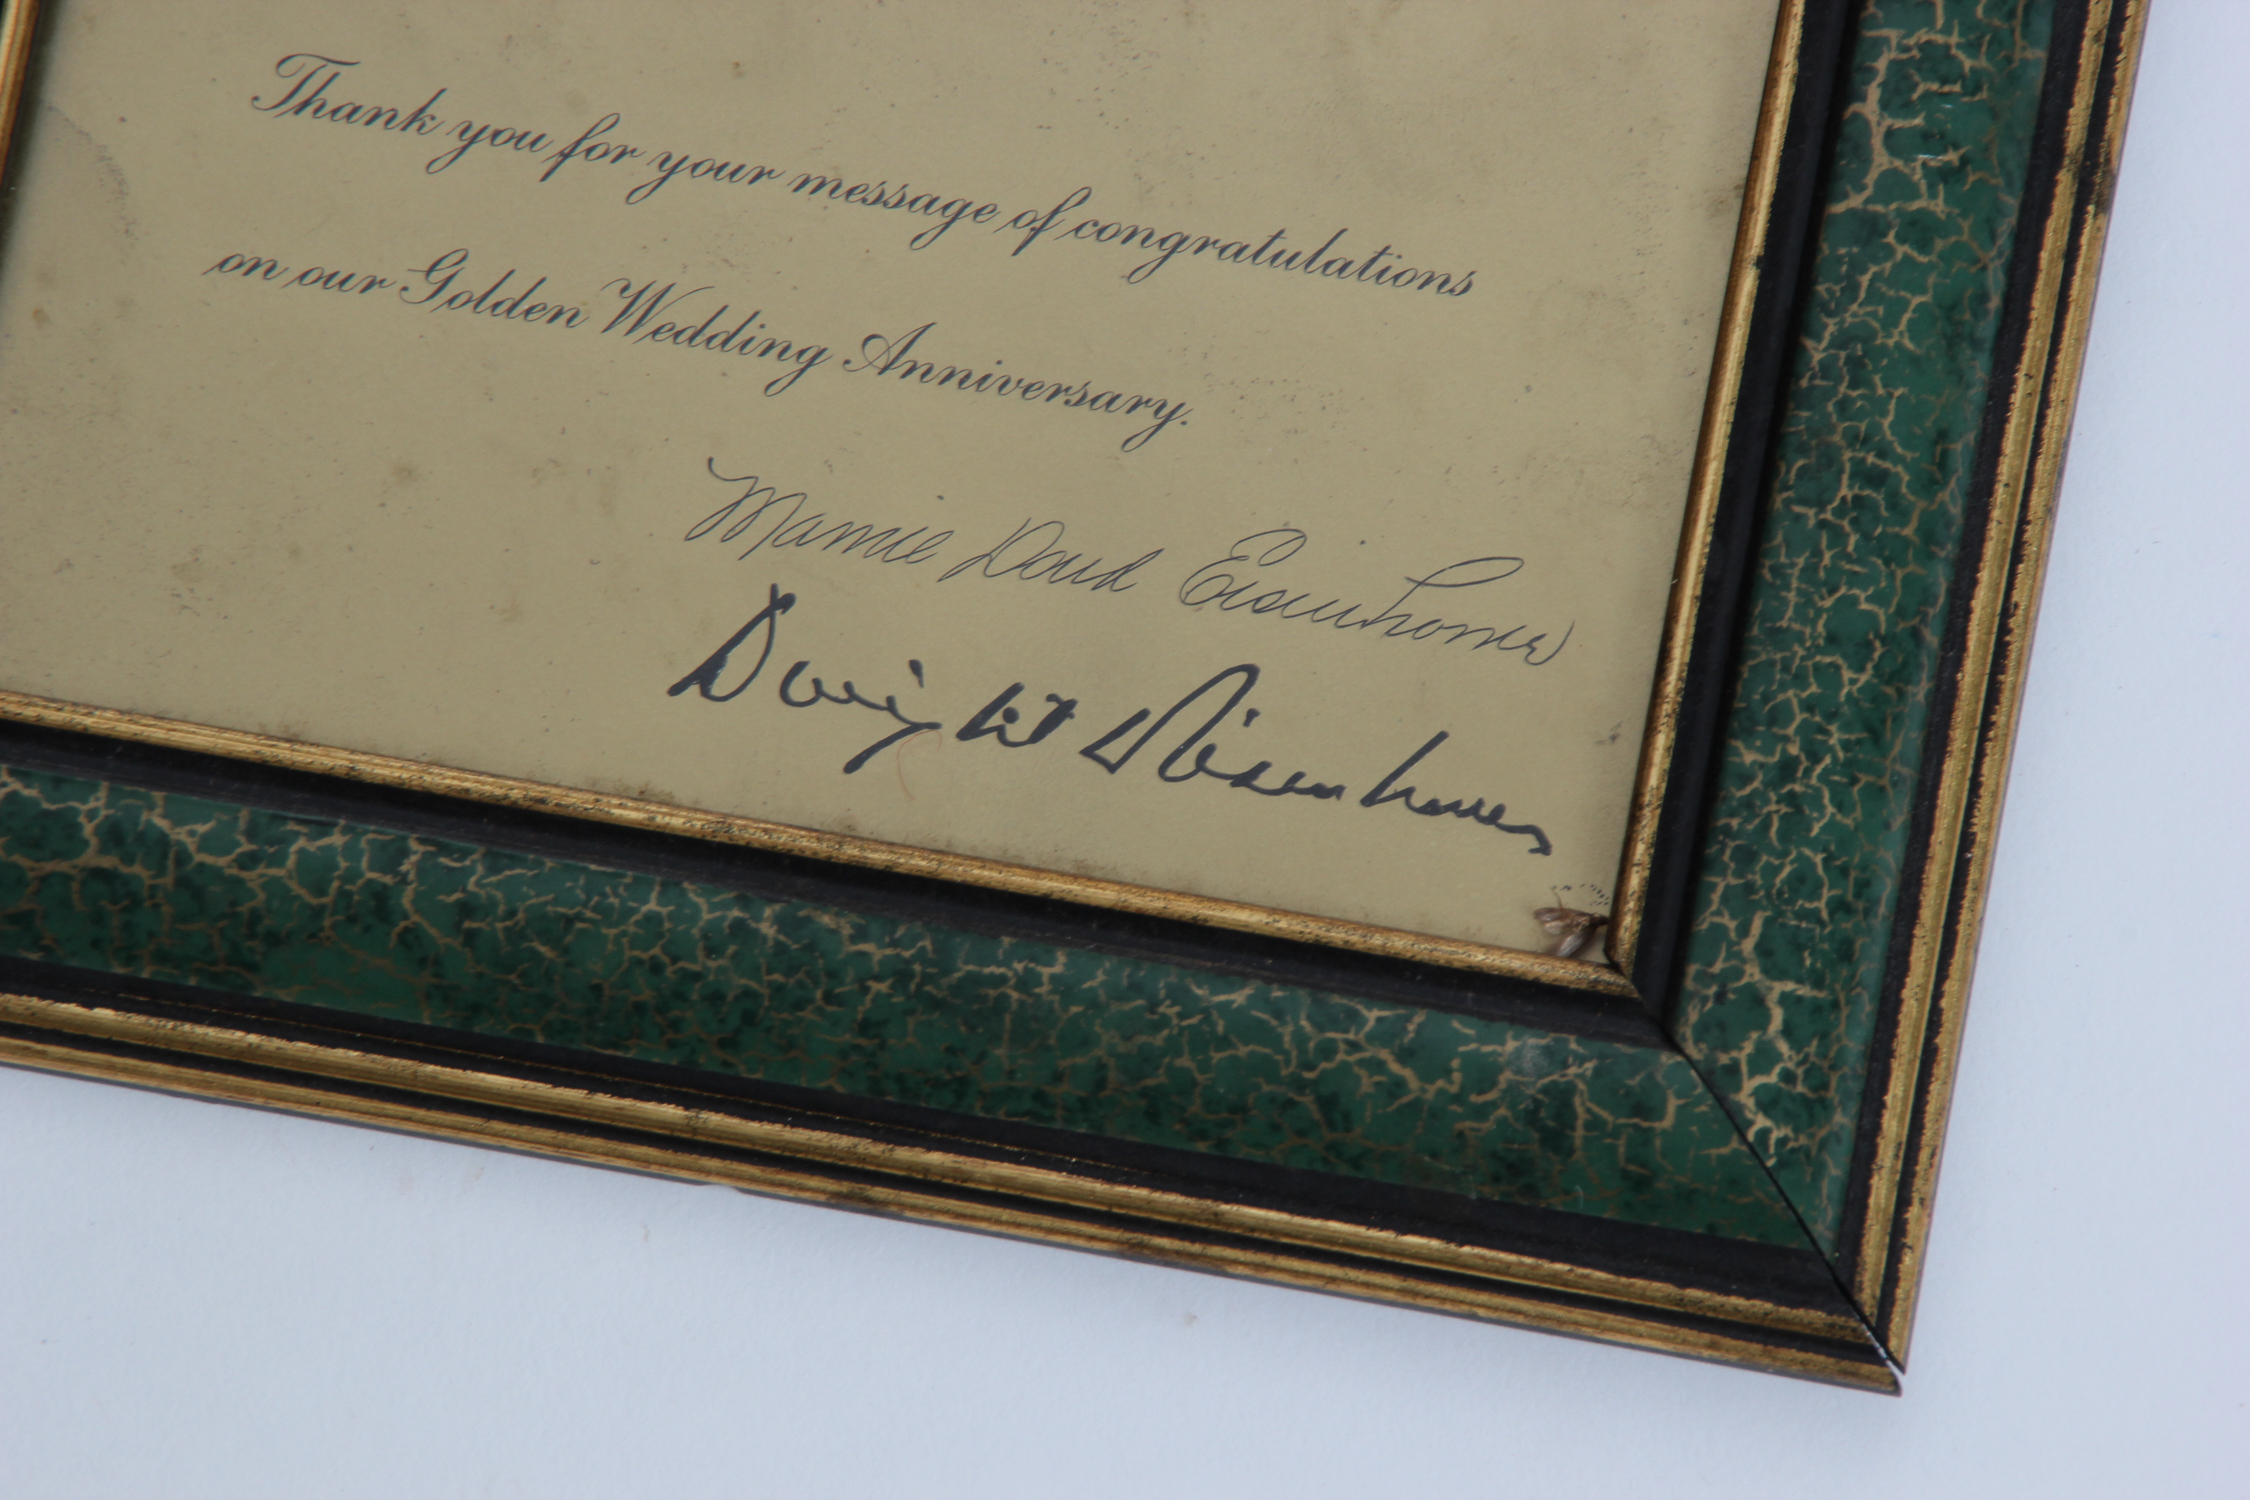 Thank you for your message of congratulations
on our Golden Wedding Anniversary.
Mamie Doud Eisenhower
Dwight D Eisenhower